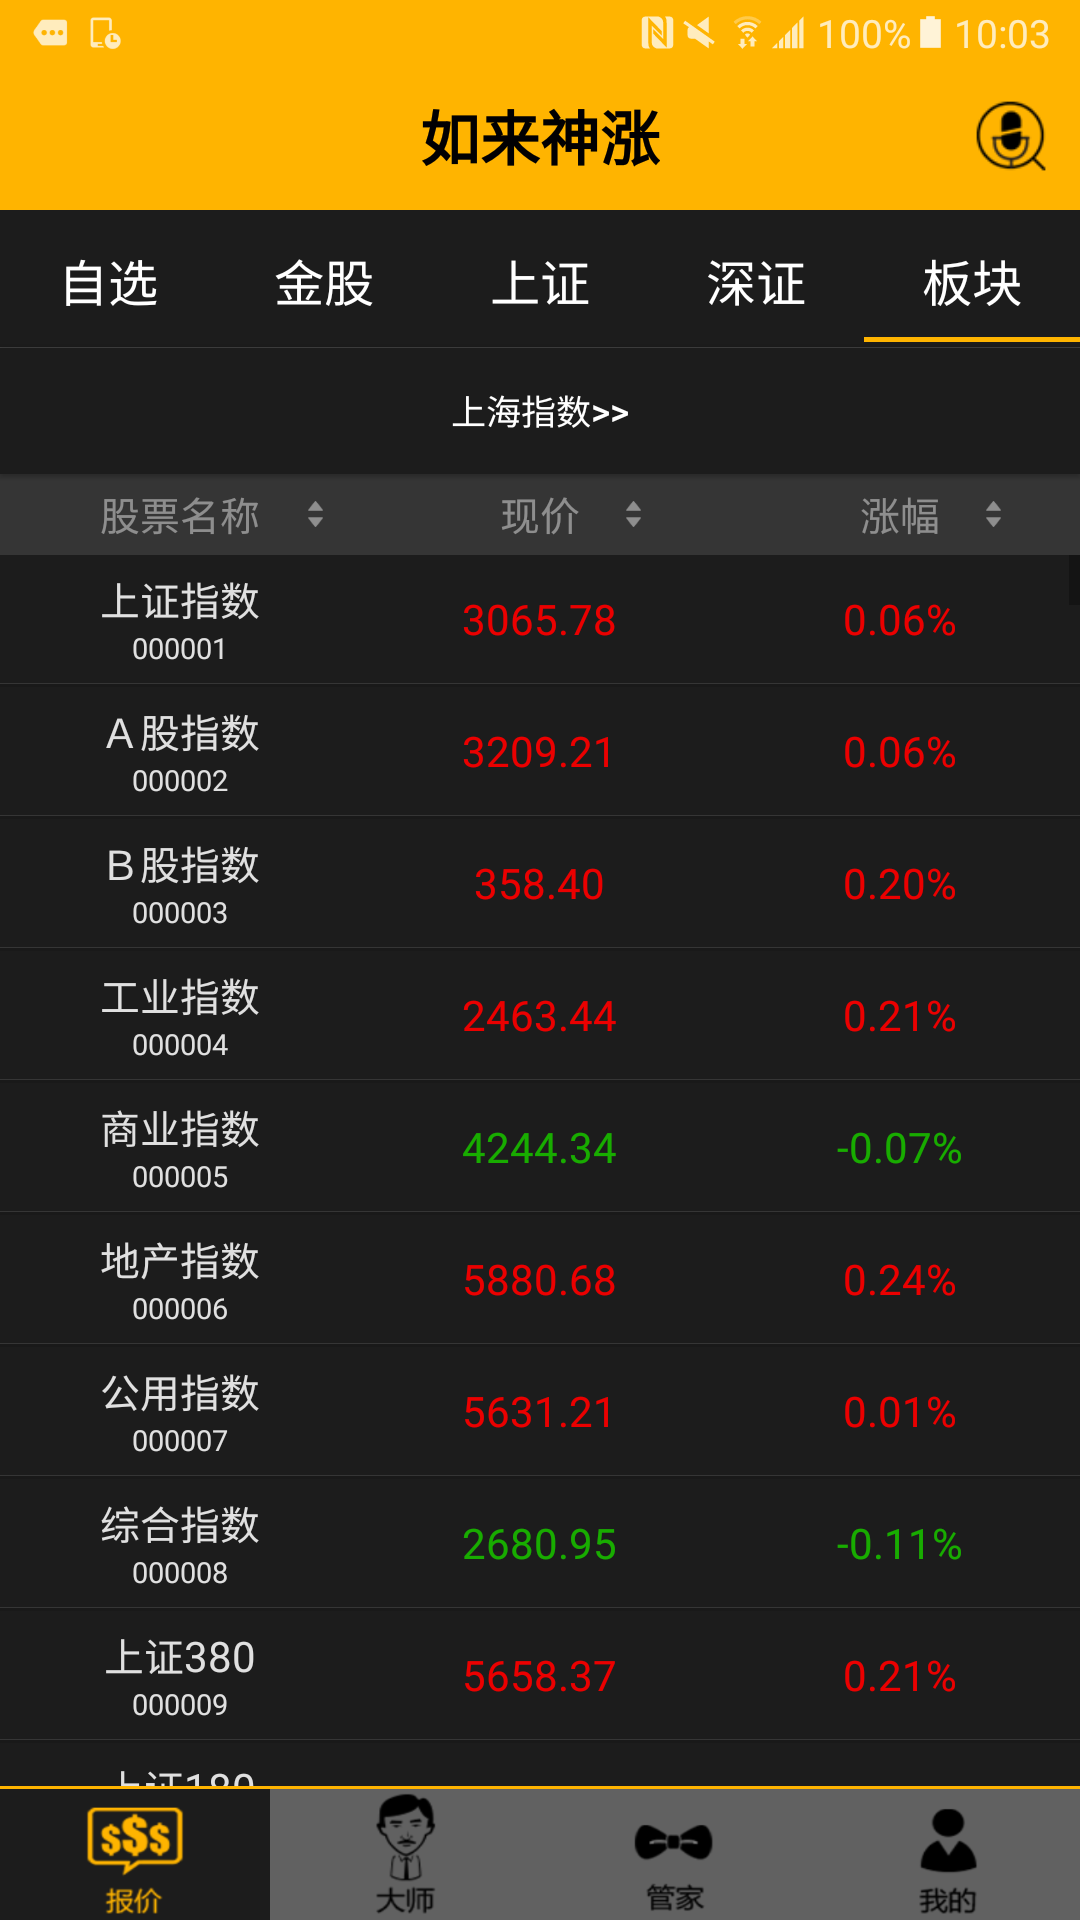 100% 10:03
如来神涨
自选 金股 上证 深证 板块
上海指数>>
股票名称 现价 涨幅
上证指数 3065.78 0.06%
000001
Ａ股指数 3209.21 0.06%
000002
Ｂ股指数 358.40 0.20%
000003
工业指数 2463.44 0.21%
000004
商业指数 4244.34 -0.07%
000005
地产指数 5880.68 0.24%
000006
公用指数 5631.21 0.01%
000007
综合指数 2680.95 -0.11%
000008
上证380 5658.37 0.21%
000009
上证180
$$$
报价 大师 管家 我的